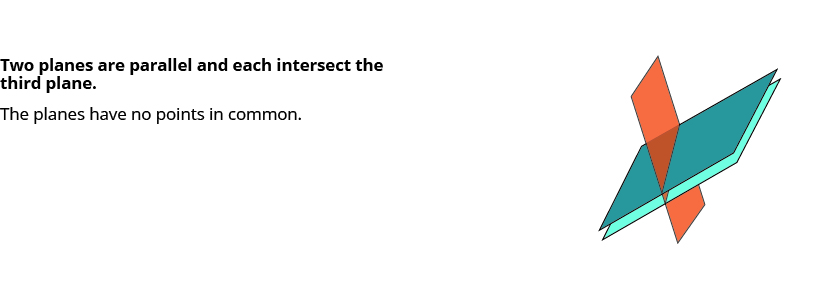 Two planes are parallel and each intersect the
third plane.
The planes have no points in common.